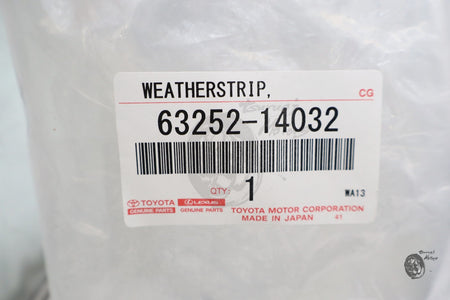 WEATHERSTRIP,
CG
63252-14032
QTY: 1
WA13
TOYOTA LEXUS
GENUINE PARTS GENUINE PARTS
TOYOTA MOTOR CORPORATION
MADE IN JAPAN 41